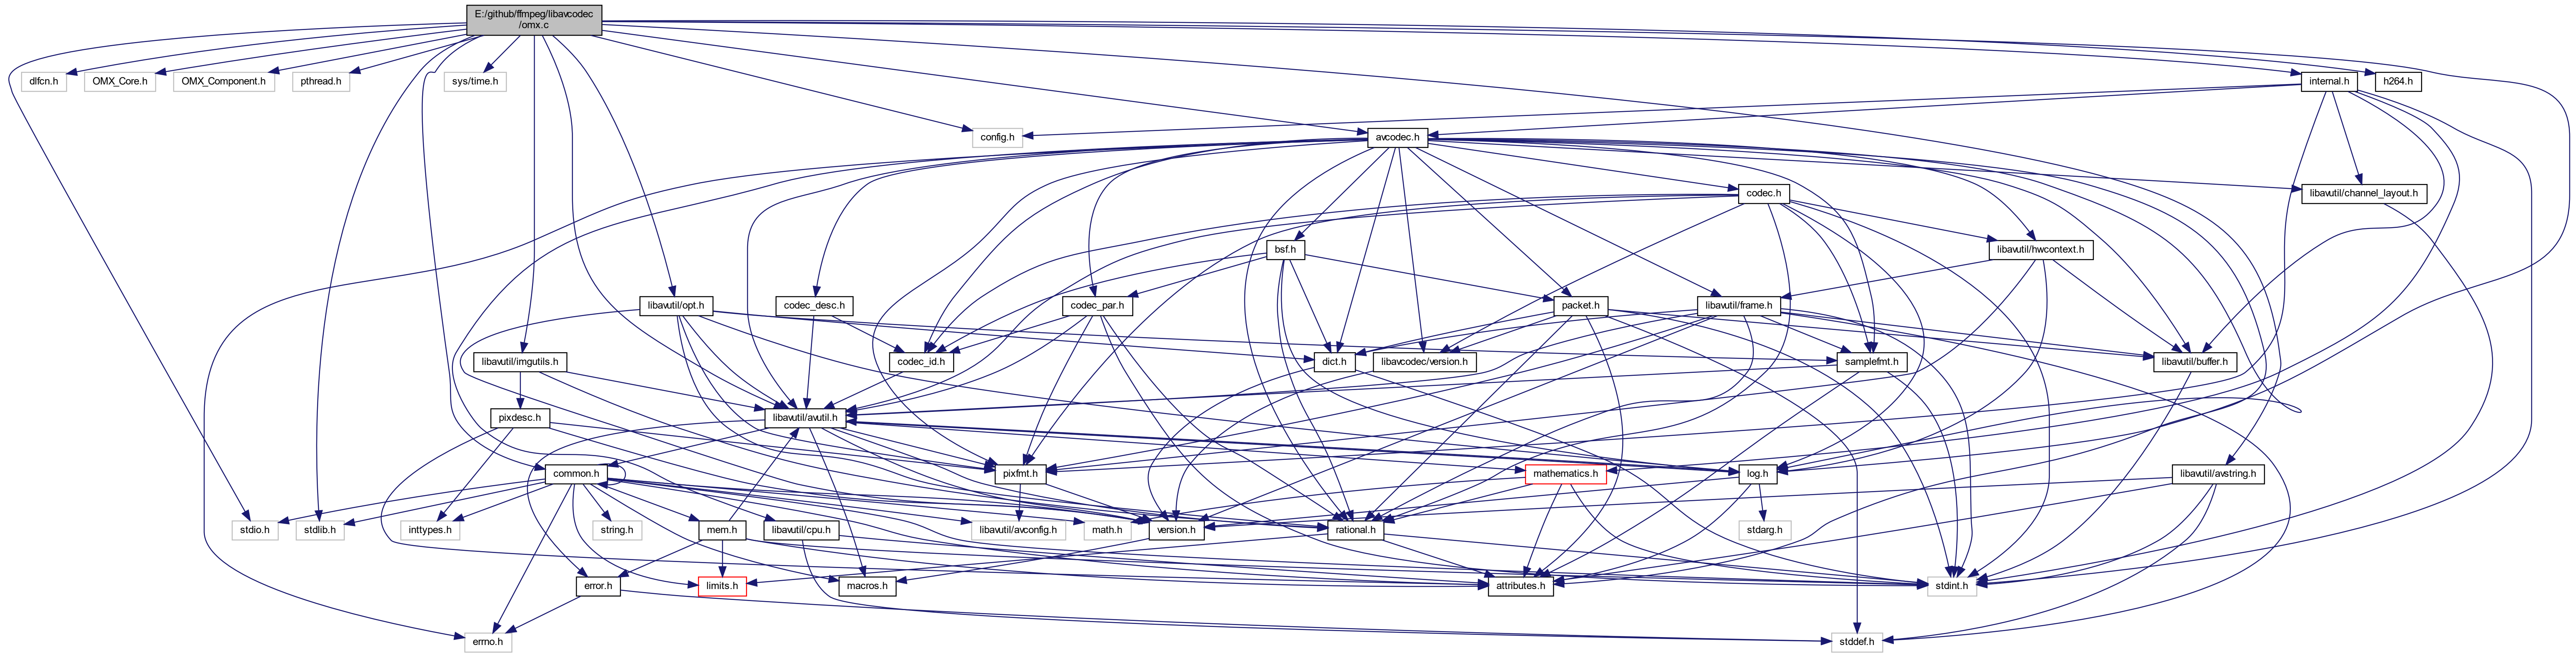 E:/github/ffmpeg/libavcodec
/omx.c
dlfcn.h
OMX_Core.h
OMX_Component.h
pthread.h
sys/time.h
internal.h
h264.h
config.h
avcodec.h
codec.h
libavutil/channel_layout.h
bsf.h
libavutil/hwcontext.h
libavutil/opt.h
codec_desc.h
codec_par.h
packet.h
libavutil/frame.h
libavutil/imgutils.h
codec_id.h
dict.h
libavcodec/version.h
samplefmt.h
libavutil/buffer.h
pixdesc.h
libavutil/avutil.h
common.h
pixfmt.h
mathematics.h
log.h
libavutil/avstring.h
stdio.h
stdlib.h
inttypes.h
string.h
mem.h
libavutil/cpu.h
libavutil/avconfig.h
math.h
version.h
rational.h
stdarg.h
error.h
limits.h
macros.h
attributes.h
stdint.h
errno.h
stddef.h